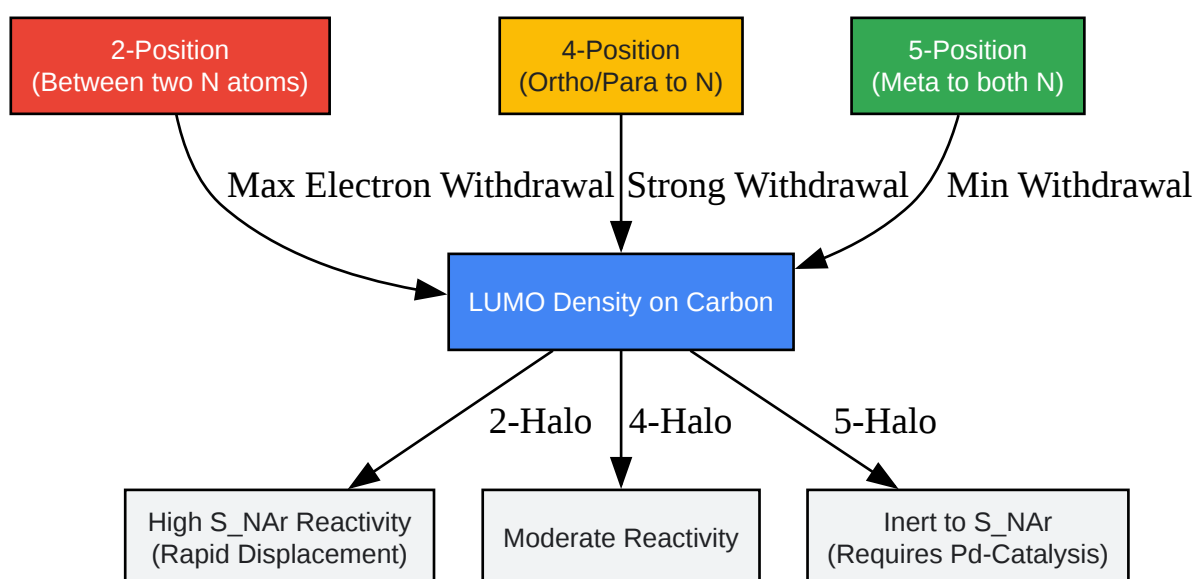 2-Position
(Between two N atoms)
4-Position
(Ortho/Para to N)
5-Position
(Meta to both N)
Max Electron Withdrawal
Strong Withdrawal
Min Withdrawal
LUMO Density on Carbon
2-Halo
4-Halo
5-Halo
High S_NAr Reactivity
(Rapid Displacement)
Moderate Reactivity
Inert to S_NAr
(Requires Pd-Catalysis)